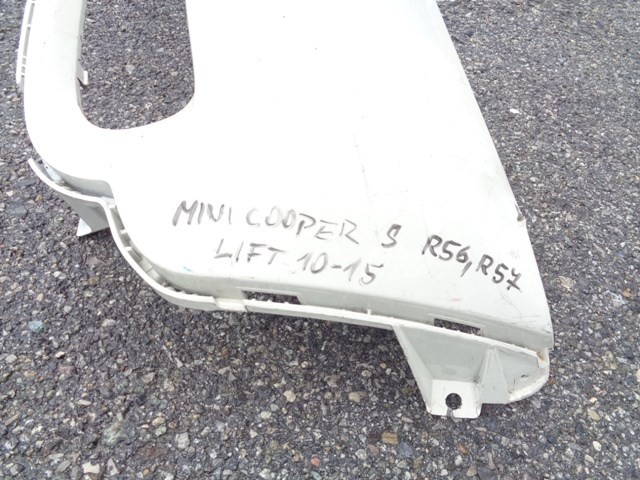 MINI COOPER S R56, R57
LIFT 10-15